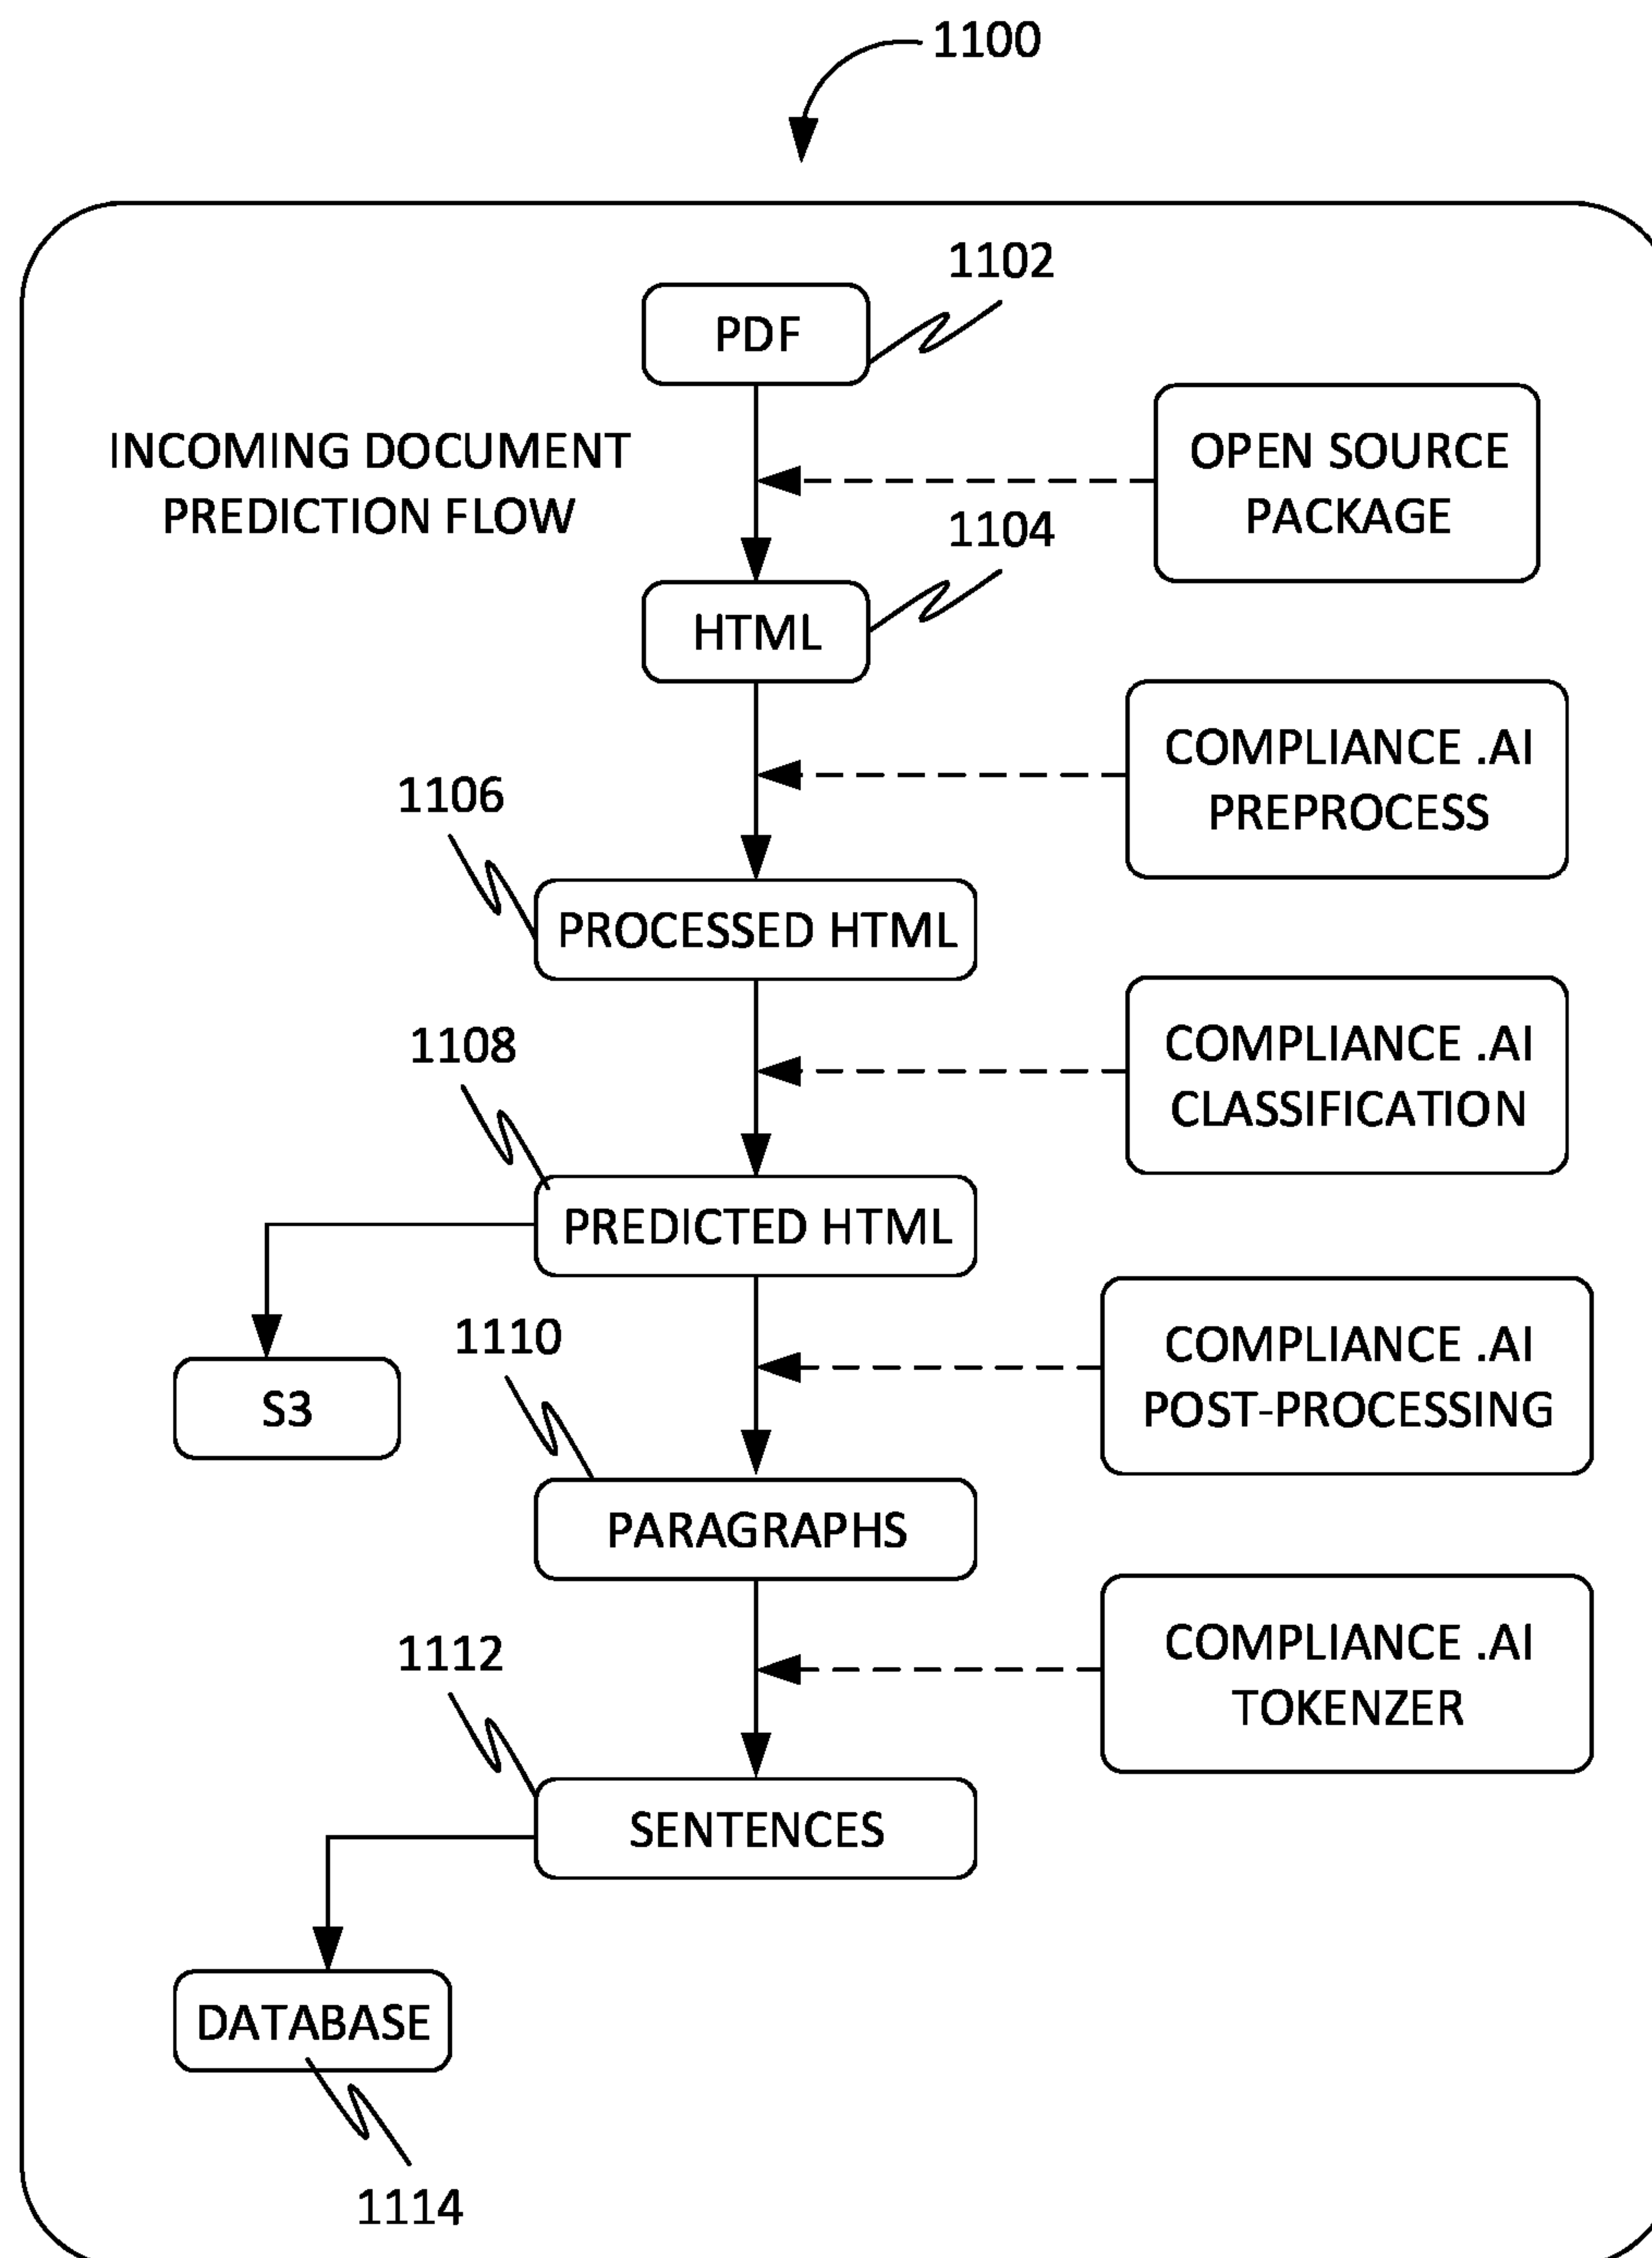 1100
1102
PDF
INCOMING DOCUMENT
PREDICTION FLOW
OPEN SOURCE
PACKAGE
1104
HTML
COMPLIANCE .AI
PREPROCESS
1106
PROCESSED HTML
COMPLIANCE .AI
CLASSIFICATION
1108
PREDICTED HTML
S3
COMPLIANCE .AI
POST-PROCESSING
1110
PARAGRAPHS
COMPLIANCE .AI
TOKENZER
1112
SENTENCES
DATABASE
1114